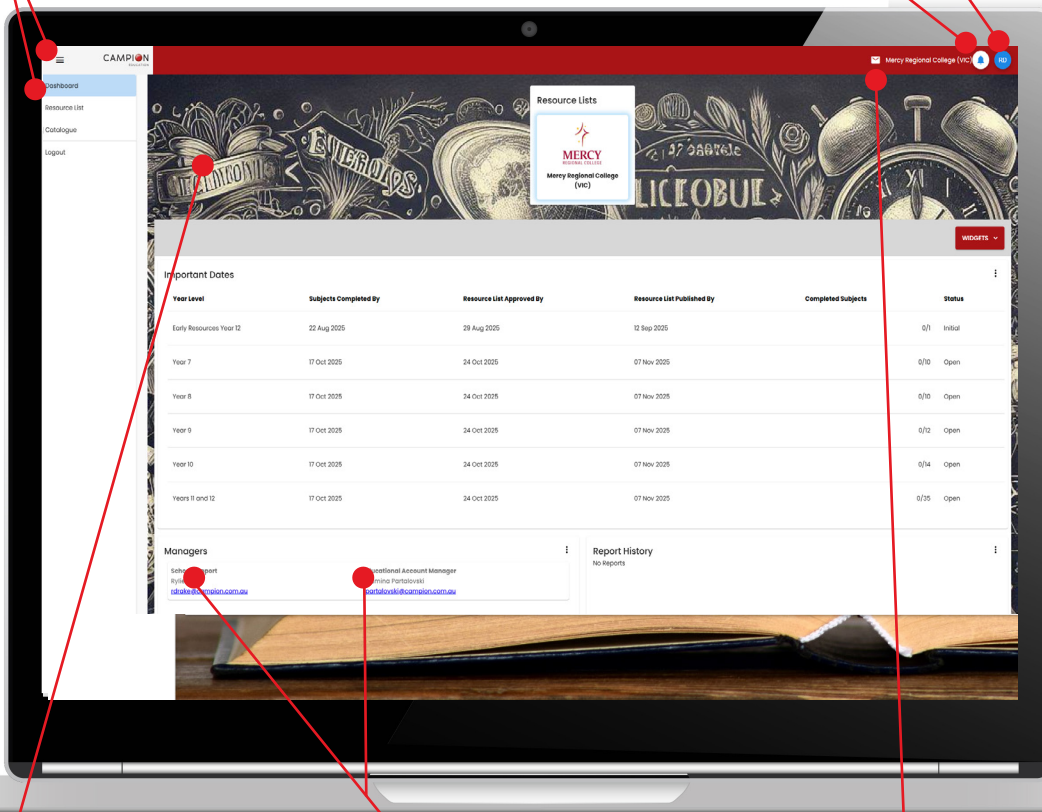 CAMPION
EDUCATION
Mercy Regional College (VIC)
RD
Dashboard
Resource List
Catalogue
Logout
Resource Lists
MERCY
REGIONAL COLLEGE
Mercy Regional College
(VIC)
WIDGETS
Important Dates
Year Level Subjects Completed By Resource List Approved By Resource List Published By Completed Subjects Status
Early Resources Year 12 22 Aug 2025 29 Aug 2025 12 Sep 2025 0/1 Initial
Year 7 17 Oct 2025 24 Oct 2025 07 Nov 2025 0/10 Open
Year 8 17 Oct 2025 24 Oct 2025 07 Nov 2025 0/10 Open
Year 9 17 Oct 2025 24 Oct 2025 07 Nov 2025 0/12 Open
Year 10 17 Oct 2025 24 Oct 2025 07 Nov 2025 0/14 Open
Years 11 and 12 17 Oct 2025 24 Oct 2025 07 Nov 2025 0/35 Open
Managers
Account Manager
Partalovski
rdrake@campion.com.au
partalovski@campion.com.au
Report History
No Reports